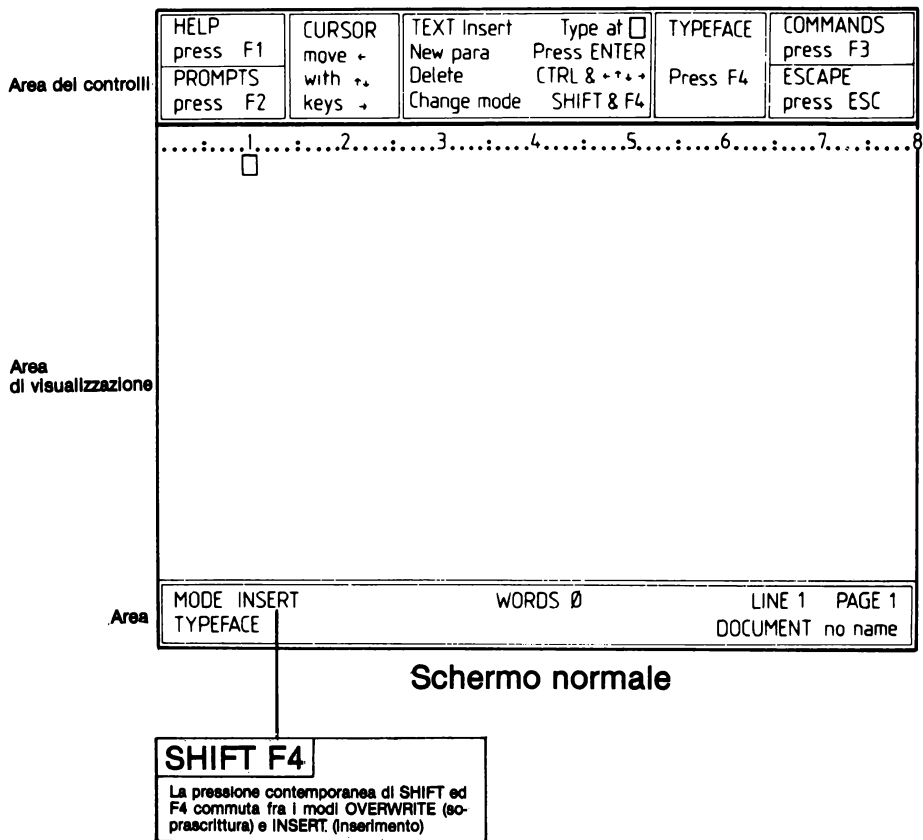 Area dei controlli
HELP
press F1
PROMPTS
press F2
CURSOR
move ←
with ↑↓
keys →
TEXT Insert Type at □
New para Press ENTER
Delete CTRL & ←↑↓→
Change mode SHIFT & F4
TYPEFACE
Press F4
COMMANDS
press F3
ESCAPE
press ESC
....:....1....:....2....:....3....:....4....:....5....:....6....:....7....:....8
Area
di visualizzazione
Area
MODE INSERT WORDS Ø LINE 1 PAGE 1
TYPEFACE DOCUMENT no name
Schermo normale
SHIFT F4
La pressione contemporanea di SHIFT ed
F4 commuta fra i modi OVERWRITE (so-
prascrittura) e INSERT (inserimento)